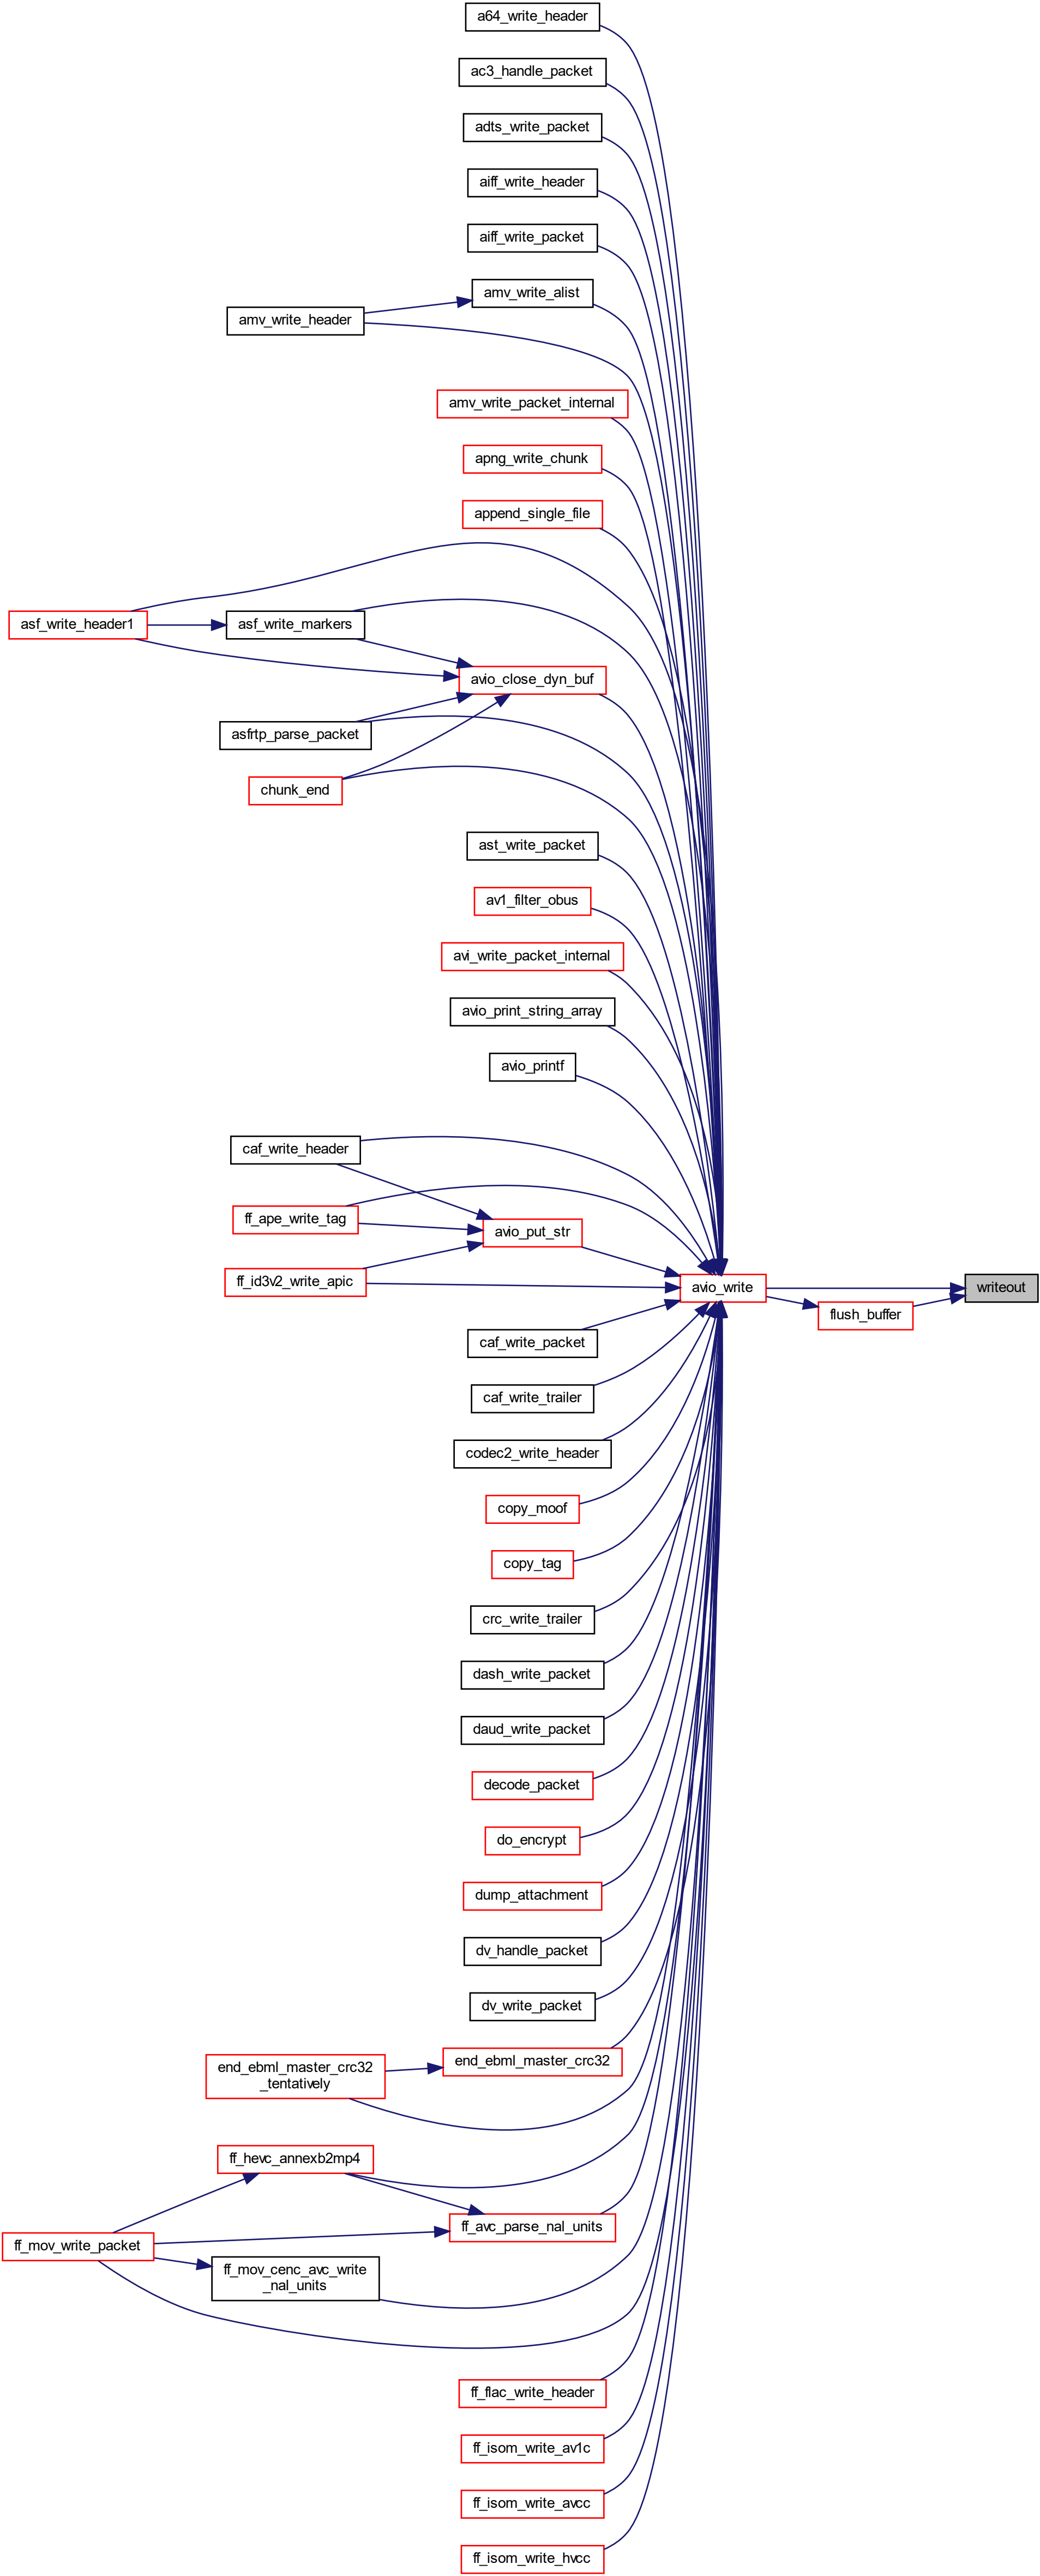 a64_write_header
ac3_handle_packet
adts_write_packet
aiff_write_header
aiff_write_packet
amv_write_alist
amv_write_header
amv_write_packet_internal
apng_write_chunk
append_single_file
asf_write_header1
asf_write_markers
avio_close_dyn_buf
asfrtp_parse_packet
chunk_end
ast_write_packet
av1_filter_obus
avi_write_packet_internal
avio_print_string_array
avio_printf
caf_write_header
ff_ape_write_tag
avio_put_str
ff_id3v2_write_apic
avio_write
writeout
flush_buffer
caf_write_packet
caf_write_trailer
codec2_write_header
copy_moof
copy_tag
crc_write_trailer
dash_write_packet
daud_write_packet
decode_packet
do_encrypt
dump_attachment
dv_handle_packet
dv_write_packet
end_ebml_master_crc32
end_ebml_master_crc32
_tentatively
ff_hevc_annexb2mp4
ff_avc_parse_nal_units
ff_mov_write_packet
ff_mov_cenc_avc_write
_nal_units
ff_flac_write_header
ff_isom_write_av1c
ff_isom_write_avcc
ff_isom_write_hvcc